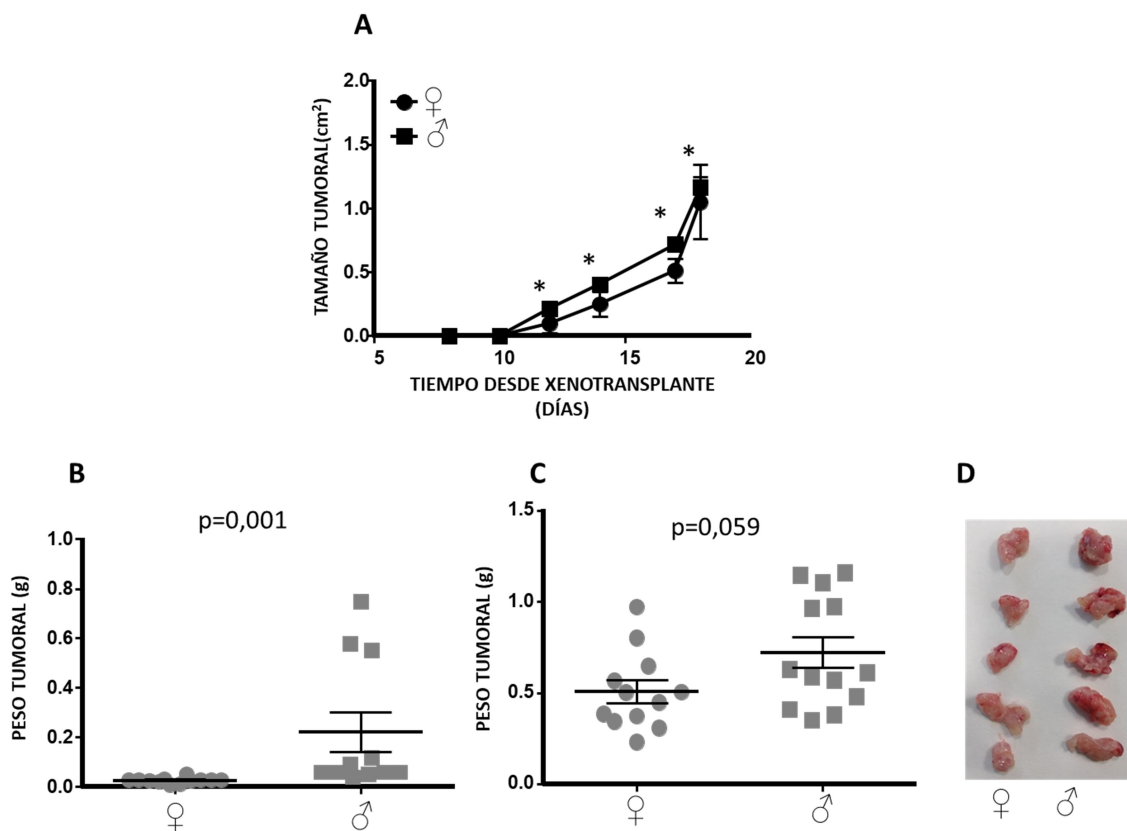 A
2.0
1.5
1.0
0.5
0.0
TAMAÑO TUMORAL(cm²)
♀
♂
*
*
*
*
5
10
15
20
TIEMPO DESDE XENOTRANSPLANTE
(DÍAS)
B
p=0,001
1.0
0.8
0.6
0.4
0.2
0.0
PESO TUMORAL (g)
♀
♂
C
p=0,059
1.5
1.0
0.5
0.0
PESO TUMORAL (g)
♀
♂
D
♀
♂